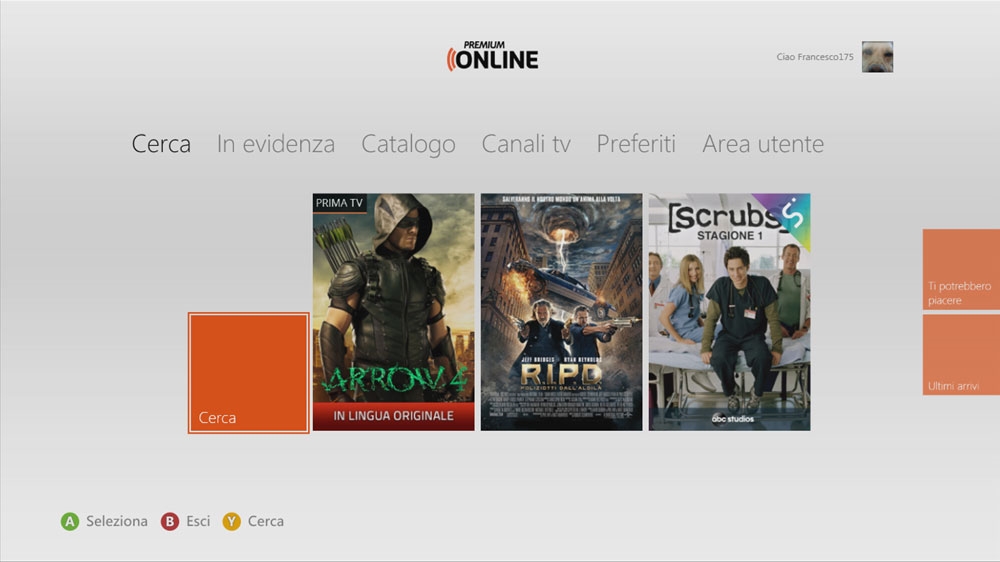 PREMIUM
ONLINE
Ciao Francesco175
Cerca
In evidenza
Catalogo
Canali tv
Preferiti
Area utente
PRIMA TV
ARROW 4
IN LINGUA ORIGINALE
SALVERANNO IL NOSTRO MONDO UN'ANIMA ALLA VOLTA
JEFF BRIDGES RYAN REYNOLDS
R.I.P.D.
POLIZIOTTI DALL'ALDILÀ
[scrubs]
STAGIONE 1
abc studios
Ti potrebbero
piacere
Ultimi arrivi
Cerca
A Seleziona
B Esci
Y Cerca